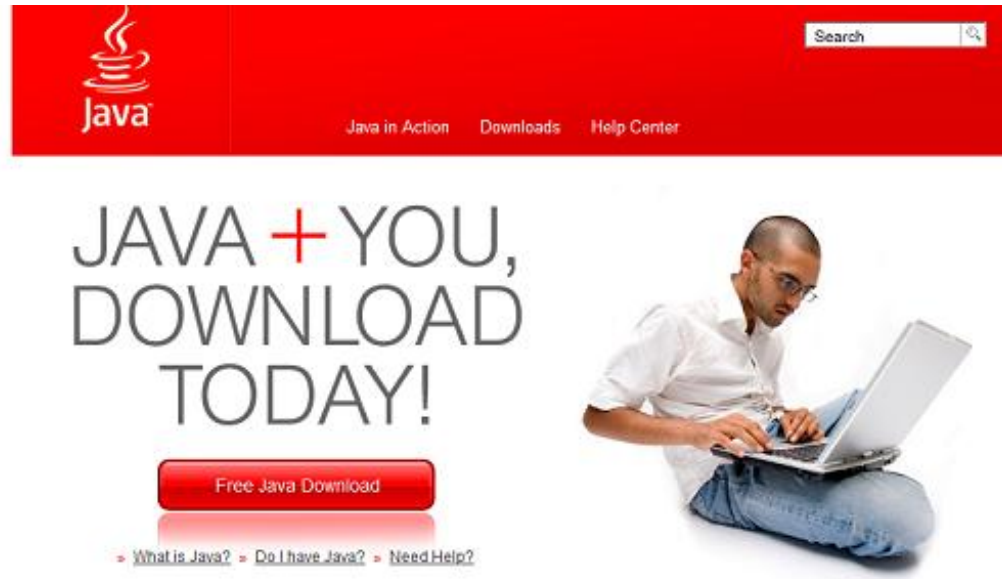 Search
Java™
Java in Action Downloads Help Center
JAVA + YOU,
DOWNLOAD
TODAY!
Free Java Download
» What is Java? » Do I have Java? » Need Help?